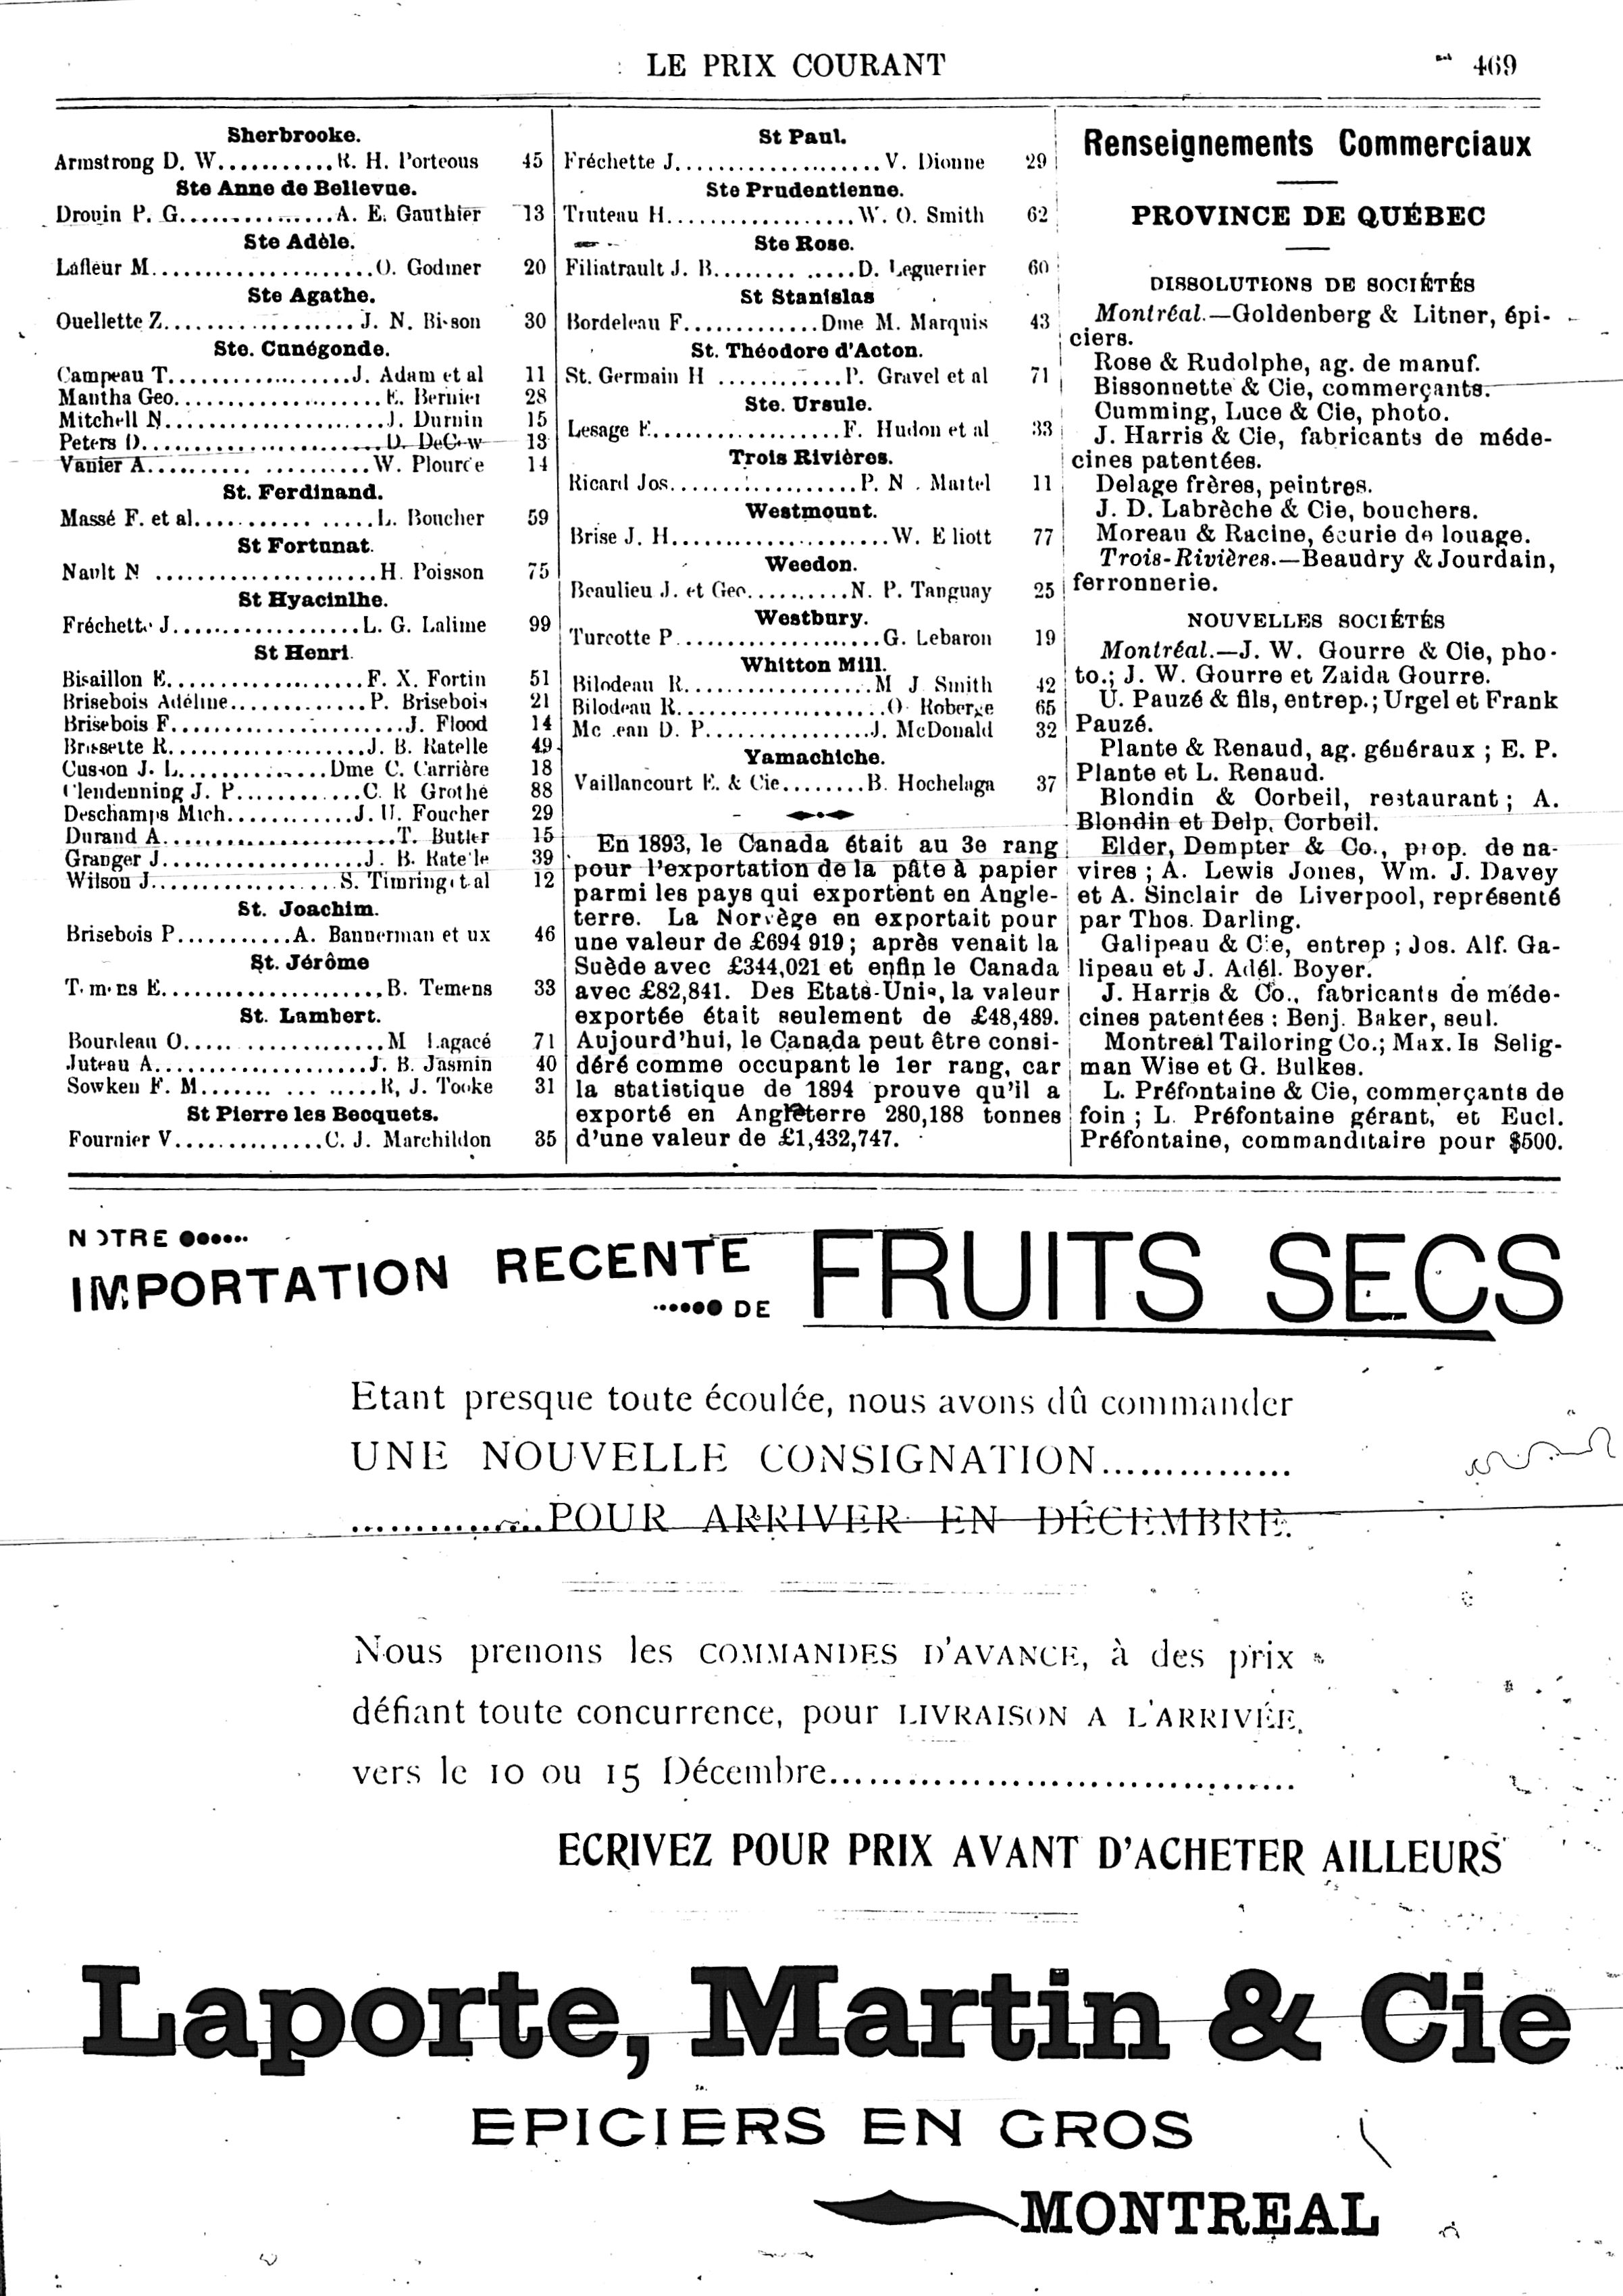 LE PRIX COURANT 469
Sherbrooke.
Armstrong D. W...........R. H. Porteous 45
Ste Anne de Bellevue.
Drouin P. G...............A. E. Gauthier 13
Ste Adèle.
Lafleur M......................O. Godmer 20
Ste Agathe.
Ouellette Z................... J. N. Bisson 30
Ste. Cunégonde.
Campeau T..................J. Adam et al 11
Mantha Geo.....................E. Bernier 28
Mitchell N......................J. Durnin 15
Peters D........................D. DeGow 13
Vanier A.......... ..........W. Plource 14
St. Ferdinand.
Massé F. et al............ .....L. Boucher 59
St Fortunat.
Nault N ......................H. Poisson 75
St Hyacinlhe.
Fréchette J...................L. G. Lalime 99
St Henri.
Bisaillon E....................F. X. Fortin 51
Brisebois Adéline..............P. Brisebois 21
Brisebois F........................J. Flood 14
Brissette R....................J. B. Ratelle 49
Cusson J. L...............Dme C. Carrière 18
Clendenning J. P.............C. R Grothé 88
Deschamps Mich.............J. U. Foucher 29
Durand A........................T. Butler 15
Granger J.....................J. B. Rate'le 39
Wilson J................... S. Timring et al 12
St. Joachim.
Brisebois P............A. Bannerman et ux 46
St. Jérôme
T. m. ns E......................B. Temens 33
St. Lambert.
Bourdeau O..... ...............M Lagacé 71
Juteau A......................J. B. Jasmin 40
Sowken F. M....... ... ......R, J. Tooke 31
St Pierre les Becquets.
Fournier V...............C. J. Marchildon 35
St Paul.
Fréchette J.....................V. Dionne 29
Ste Prudentienne.
Truteau H...................W. O. Smith 62
Ste Rose.
Filiatrault J. B........ .....D. Leguerrier 60
St Stanislas
Bordeleau F.............Dme M. Marquis 43
St. Théodore d'Acton.
St. Germain H ............P. Gravel et al 71
Ste. Ursule.
Lesage E...................F. Hudon et al 33
Trois Rivières.
Ricard Jos...................P. N . Martel 11
Westmount.
Brise J. H......................W. E liott 77
Weedon.
Beaulieu J. et Geo..........N. P. Tanguay 25
Westbury.
Turcotte P.....................G. Lebaron 19
Whitton Mill.
Bilodeau R...................M J. Smith 42
Bilodeau R.....................O. Roberge 65
Mc ean D. P.................J. McDonald 32
Yamachiche.
Vaillancourt E. & Cie........B. Hochelaga 37
En 1893, le Canada était au 3e rang
pour l'exportation de la pâte à papier
parmi les pays qui exportent en Angle-
terre. La Norvège en exportait pour
une valeur de £694 919; après venait la
Suède avec £344,021 et enfin le Canada
avec £82,841. Des Etats-Unis, la valeur
exportée était seulement de £48,489.
Aujourd'hui, le Canada peut être consi-
déré comme occupant le 1er rang, car
la statistique de 1894 prouve qu'il a
exporté en Angleterre 280,188 tonnes
d'une valeur de £1,432,747.
Renseignements Commerciaux
PROVINCE DE QUÉBEC
DISSOLUTIONS DE SOCIÉTÉS
Montréal.—Goldenberg & Litner, épi-
ciers.
Rose & Rudolphe, ag. de manuf.
Bissonnette & Cie, commerçants.
Cumming, Luce & Cie, photo.
J. Harris & Cie, fabricants de méde-
cines patentées.
Delage frères, peintres.
J. D. Labrèche & Cie, bouchers.
Moreau & Racine, écurie de louage.
Trois-Rivières.—Beaudry & Jourdain,
ferronnerie.
NOUVELLES SOCIÉTÉS
Montréal.—J. W. Gourre & Cie, pho-
to.; J. W. Gourre et Zaida Gourre.
U. Pauzé & fils, entrep.; Urgel et Frank
Pauzé.
Plante & Renaud, ag. généraux ; E. P.
Plante et L. Renaud.
Blondin & Corbeil, restaurant ; A.
Blondin et Delp. Corbeil.
Elder, Dempter & Co., prop. de na-
vires ; A. Lewis Jones, Wm. J. Davey
et A. Sinclair de Liverpool, représenté
par Thos. Darling.
Galipeau & Cie, entrep ; Jos. Alf. Ga-
lipeau et J. Adél. Boyer.
J. Harris & Co., fabricants de méde-
cines patentées ; Benj. Baker, seul.
Montreal Tailoring Co.; Max. Is Selig-
man Wise et G. Bulkes.
L. Préfontaine & Cie, commerçants de
foin ; L. Préfontaine gérant, et Eucl.
Préfontaine, commanditaire pour $500.
NOTRE
IMPORTATION RECENTE
DE
FRUITS SECS
Etant presque toute écoulée, nous avons dû commander
UNE NOUVELLE CONSIGNATION...............
...............POUR ARRIVER EN DÉCEMBRE.
Nous prenons les COMMANDES D'AVANCE, à des prix
défiant toute concurrence, pour LIVRAISON A L'ARRIVÉE,
vers le 10 ou 15 Décembre.....................................
ECRIVEZ POUR PRIX AVANT D'ACHETER AILLEURS
Laporte, Martin & Cie
EPICIERS EN GROS
MONTREAL